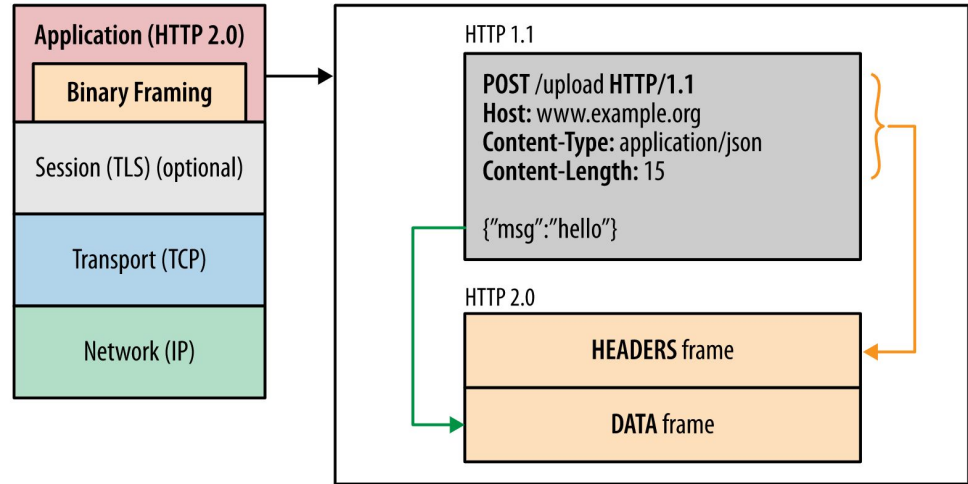 Application (HTTP 2.0)
Binary Framing
Session (TLS) (optional)
Transport (TCP)
Network (IP)
HTTP 1.1
POST /upload HTTP/1.1
Host: www.example.org
Content-Type: application/json
Content-Length: 15
{”msg”:”hello”}
HTTP 2.0
HEADERS frame
DATA frame